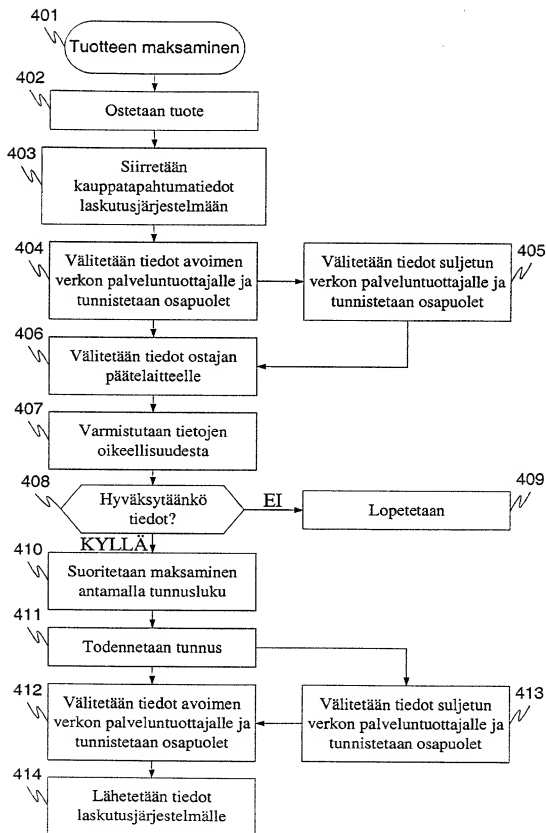 401
Tuotteen maksaminen
402
Ostetaan tuote
403
Siirretään
kauppatapahtumatiedot
laskutusjärjestelmään
404
Välitetään tiedot avoimen
verkon palveluntuottajalle ja
tunnistetaan osapuolet
405
Välitetään tiedot suljetun
verkon palveluntuottajalle ja
tunnistetaan osapuolet
406
Välitetään tiedot ostajan
päätelaitteelle
407
Varmistutaan tietojen
oikeellisuudesta
408
Hyväksytäänkö
tiedot?
EI
409
Lopetetaan
KYLLÄ
410
Suoritetaan maksaminen
antamalla tunnusluku
411
Todennetaan tunnus
412
Välitetään tiedot avoimen
verkon palveluntuottajalle ja
tunnistetaan osapuolet
413
Välitetään tiedot suljetun
verkon palveluntuottajalle ja
tunnistetaan osapuolet
414
Lähetetään tiedot
laskutusjärjestelmälle